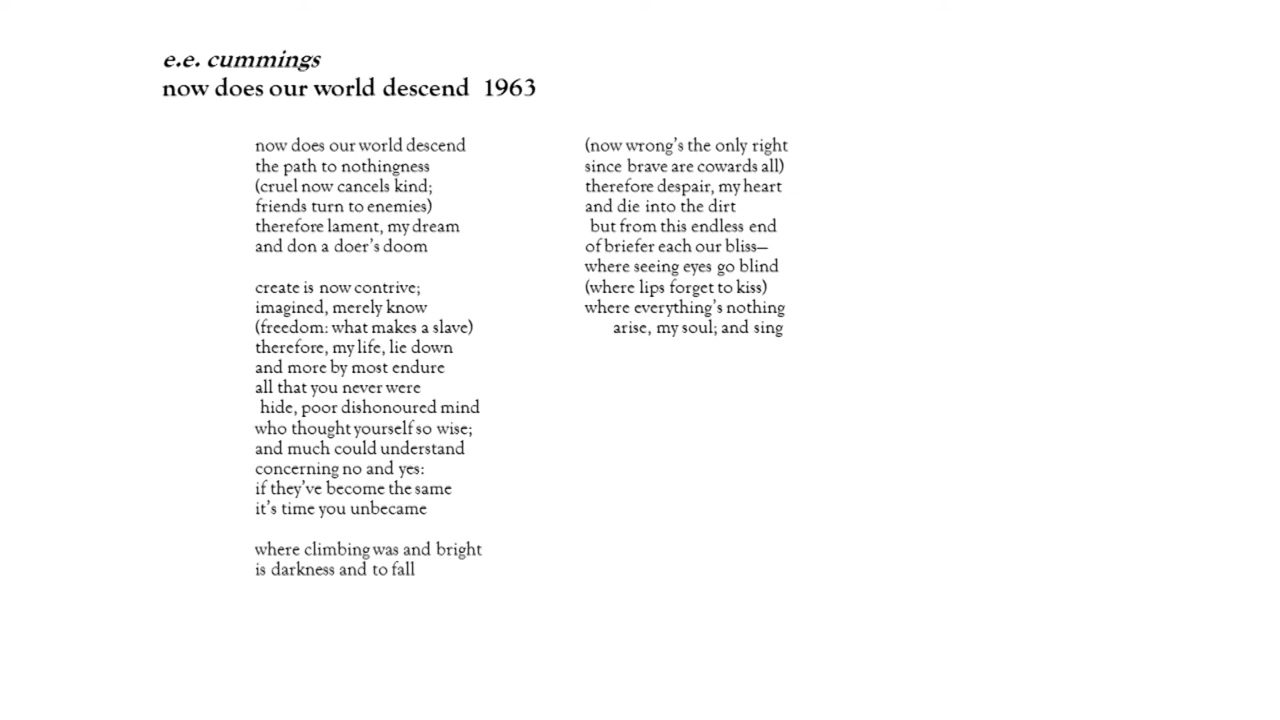 e.e. cummings
now does our world descend 1963
now does our world descend
the path to nothingness
(cruel now cancels kind;
friends turn to enemies)
therefore lament, my dream
and don a doer's doom
create is now contrive;
imagined, merely know
(freedom: what makes a slave)
therefore, my life, lie down
and more by most endure
all that you never were
hide, poor dishonoured mind
who thought yourself so wise;
and much could understand
concerning no and yes:
if they've become the same
it's time you unbecame
where climbing was and bright
is darkness and to fall
(now wrong's the only right
since brave are cowards all)
therefore despair, my heart
and die into the dirt
but from this endless end
of briefer each our bliss—
where seeing eyes go blind
(where lips forget to kiss)
where everything's nothing
arise, my soul; and sing